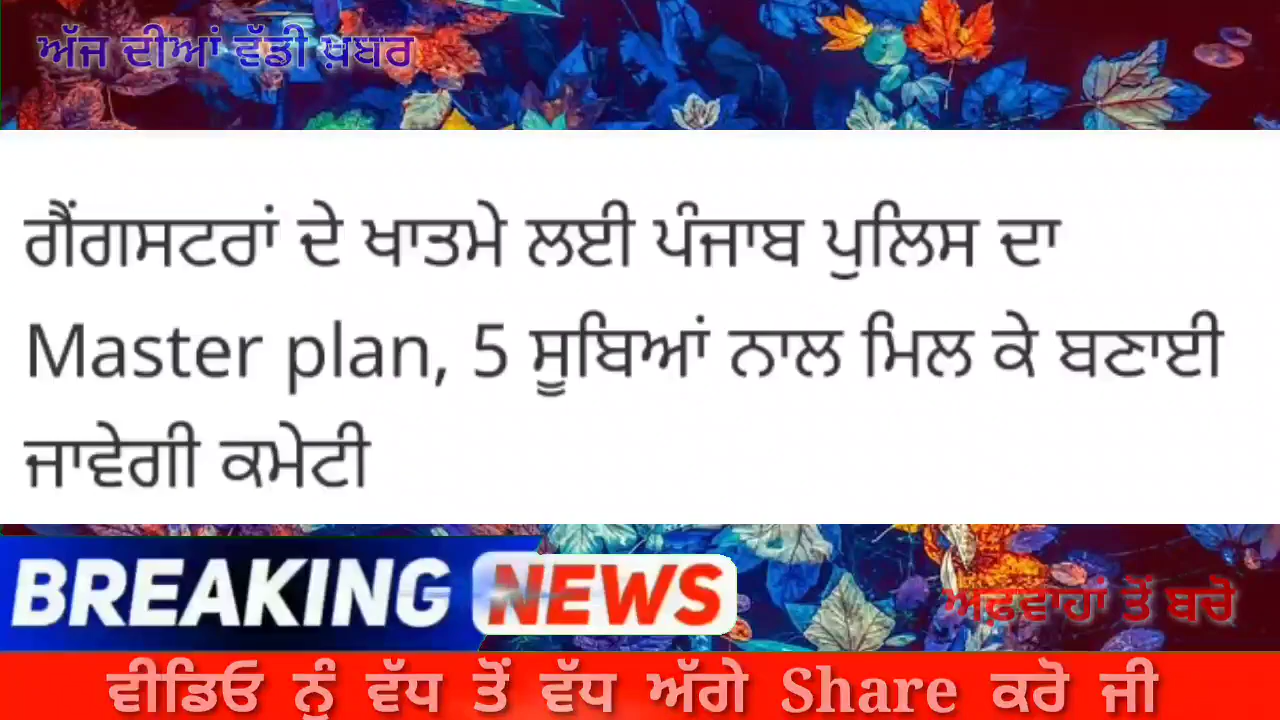 ਅੱਜ ਦੀਆਂ ਵੱਡੀ ਖ਼ਬਰ
ਗੈਂਗਸਟਰਾਂ ਦੇ ਖਾਤਮੇ ਲਈ ਪੰਜਾਬ ਪੁਲਿਸ ਦਾ
Master plan, 5 ਸੂਬਿਆਂ ਨਾਲ ਮਿਲ ਕੇ ਬਣਾਈ
ਜਾਵੇਗੀ ਕਮੇਟੀ
BREAKING NEWS
ਅਫ਼ਵਾਹਾਂ ਤੋਂ ਬਚੋ
ਵੀਡਿਓ ਨੂੰ ਵੱਧ ਤੋਂ ਵੱਧ ਅੱਗੇ Share ਕਰੋ ਜੀ